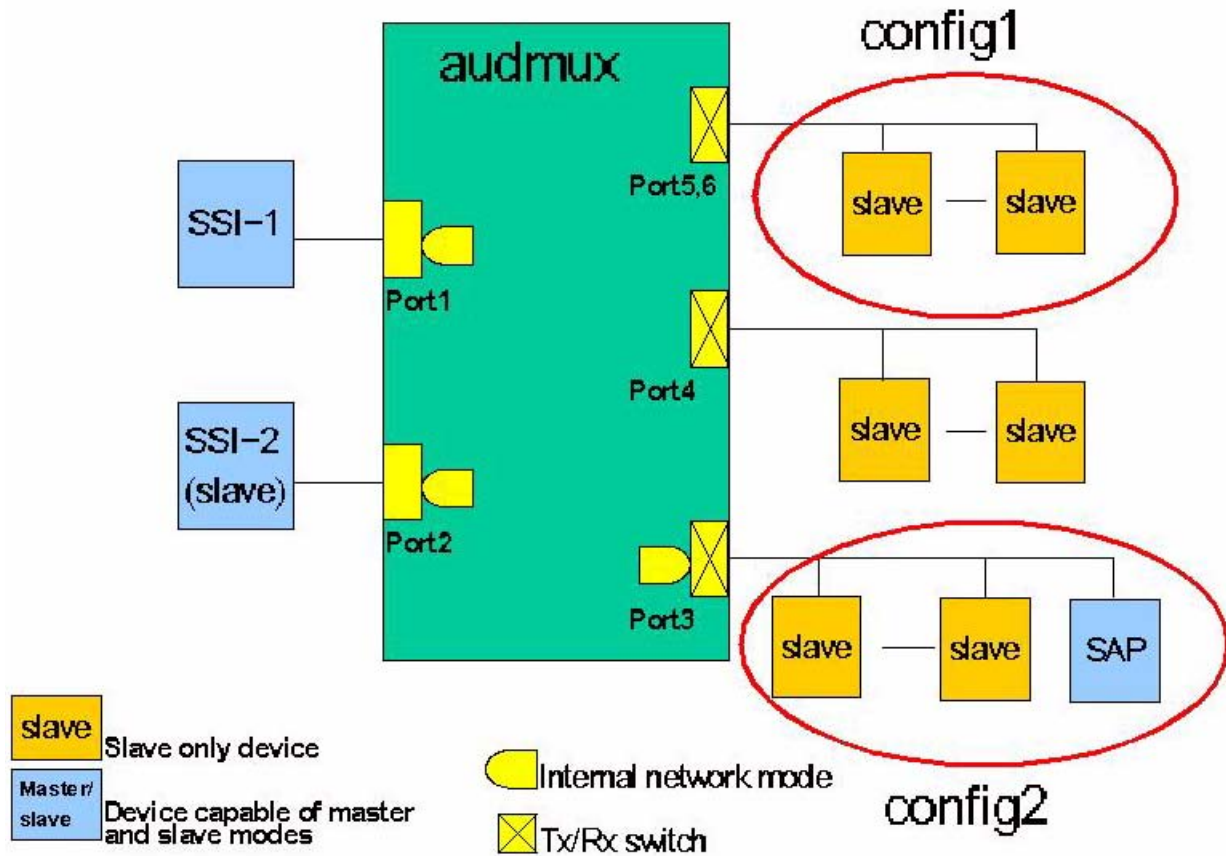 config1
audmux
Port5,6
slave
slave
SSI-1
Port1
Port4
SSI-2
(slave)
slave
slave
Port2
Port3
slave
slave
SAP
slave
Slave only device
Master/
slave
Device capable of master
and slave modes
Internal network mode
Tx/Rx switch
config2